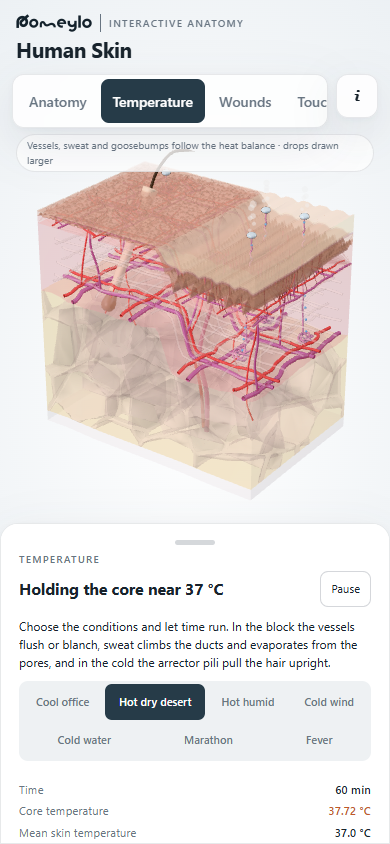 Domeylo INTERACTIVE ANATOMY
Human Skin
Anatomy Temperature Wounds Touc
i
Vessels, sweat and goosebumps follow the heat balance · drops drawn
larger
TEMPERATURE
Holding the core near 37 °C
Pause
Choose the conditions and let time run. In the block the vessels
flush or blanch, sweat climbs the ducts and evaporates from the
pores, and in the cold the arrector pili pull the hair upright.
Cool office Hot dry desert Hot humid Cold wind
Cold water Marathon Fever
Time 60 min
Core temperature 37.72 °C
Mean skin temperature 37.0 °C